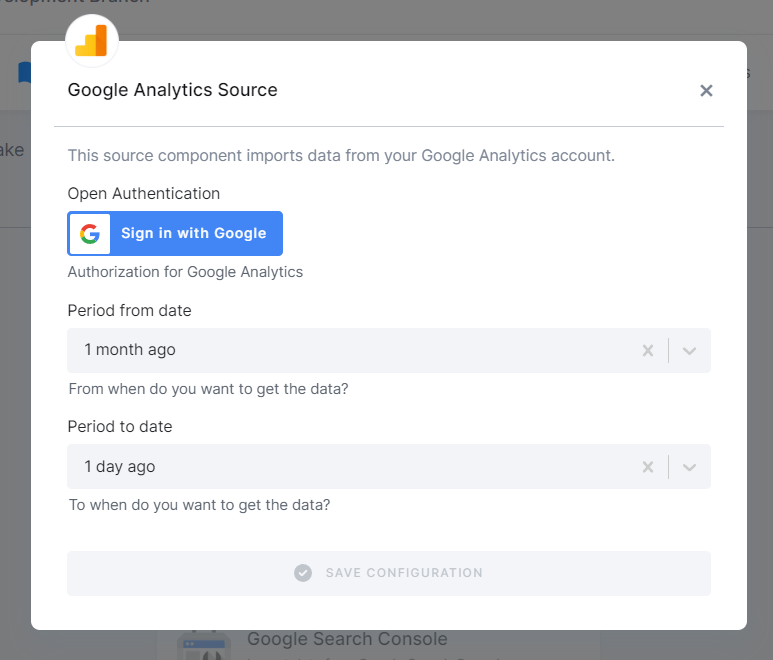 Development Branch
Google Analytics Source
This source component imports data from your Google Analytics account.
Open Authentication
Sign in with Google
Authorization for Google Analytics
Period from date
1 month ago
From when do you want to get the data?
Period to date
1 day ago
To when do you want to get the data?
SAVE CONFIGURATION
Google Search Console